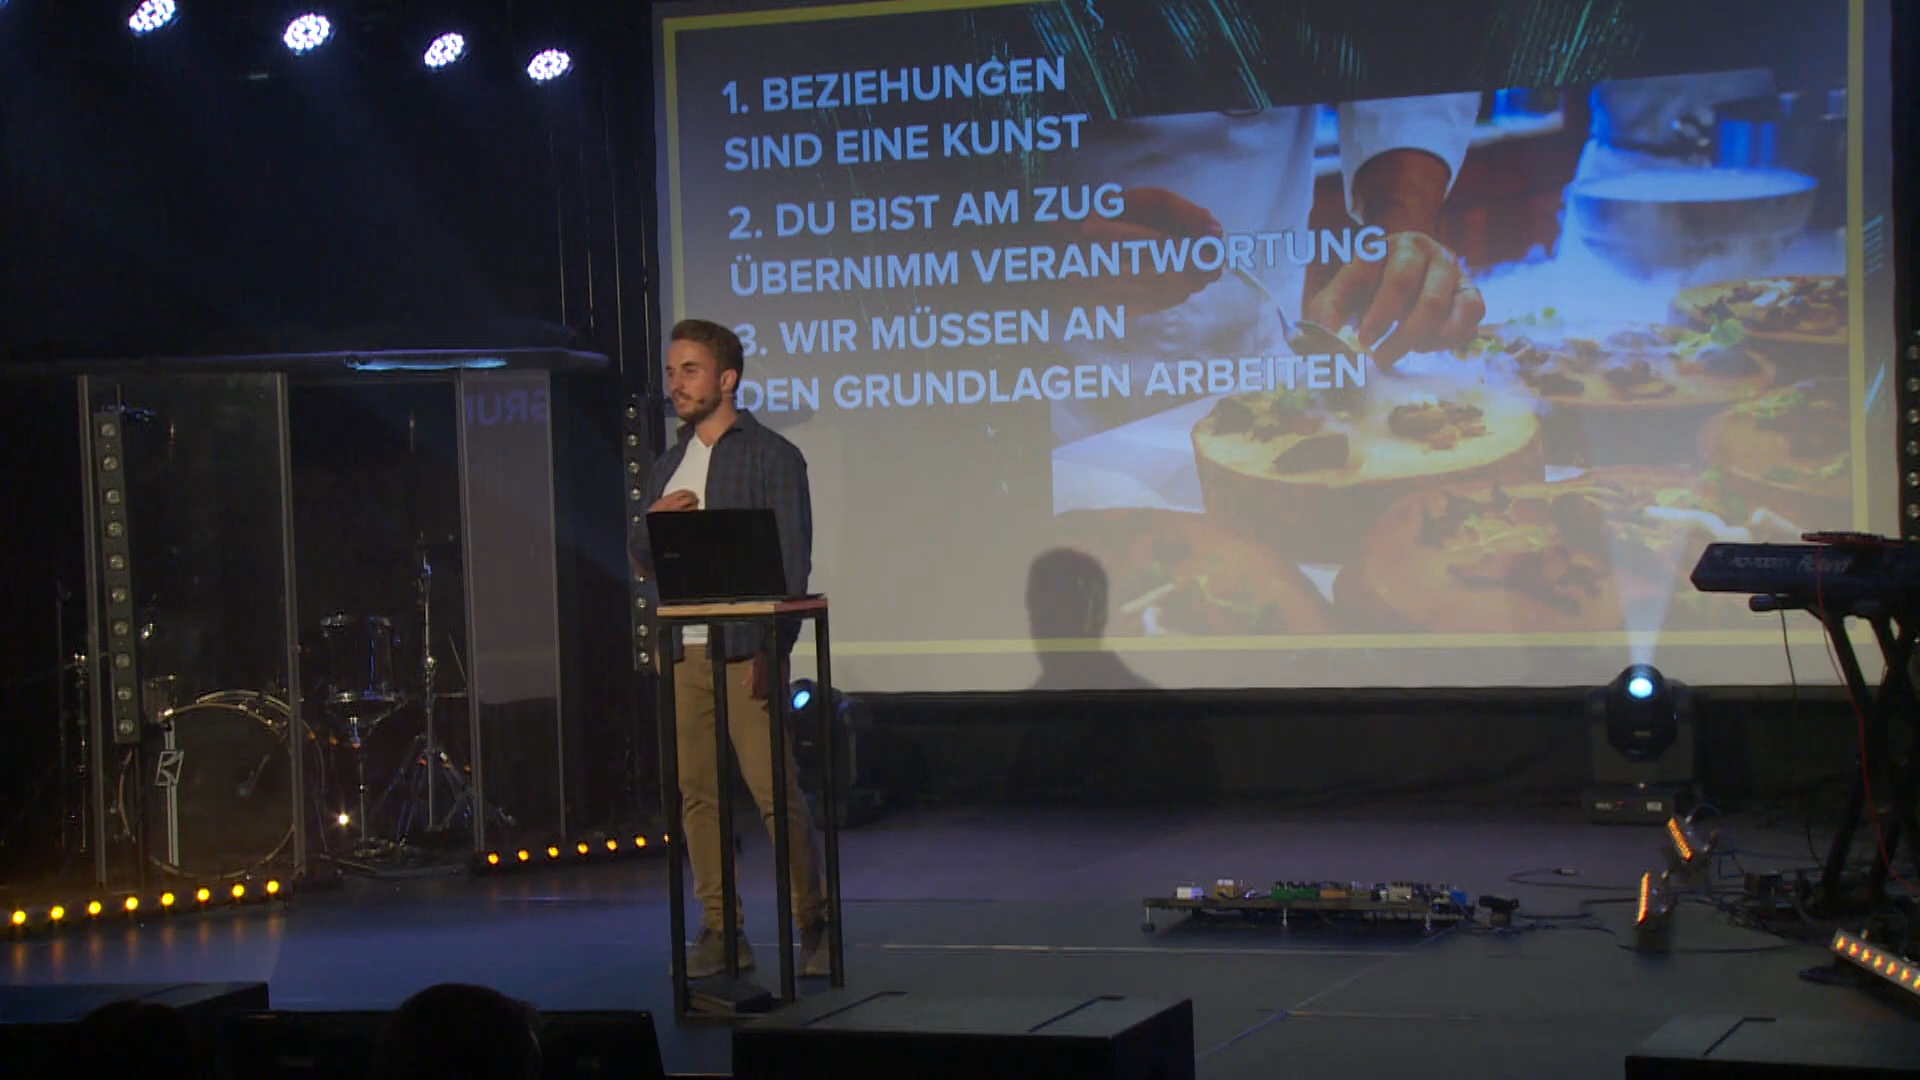 1. BEZIEHUNGEN
SIND EINE KUNST
2. DU BIST AM ZUG
ÜBERNIMM VERANTWORTUNG
3. WIR MÜSSEN AN
DEN GRUNDLAGEN ARBEITEN
Roland